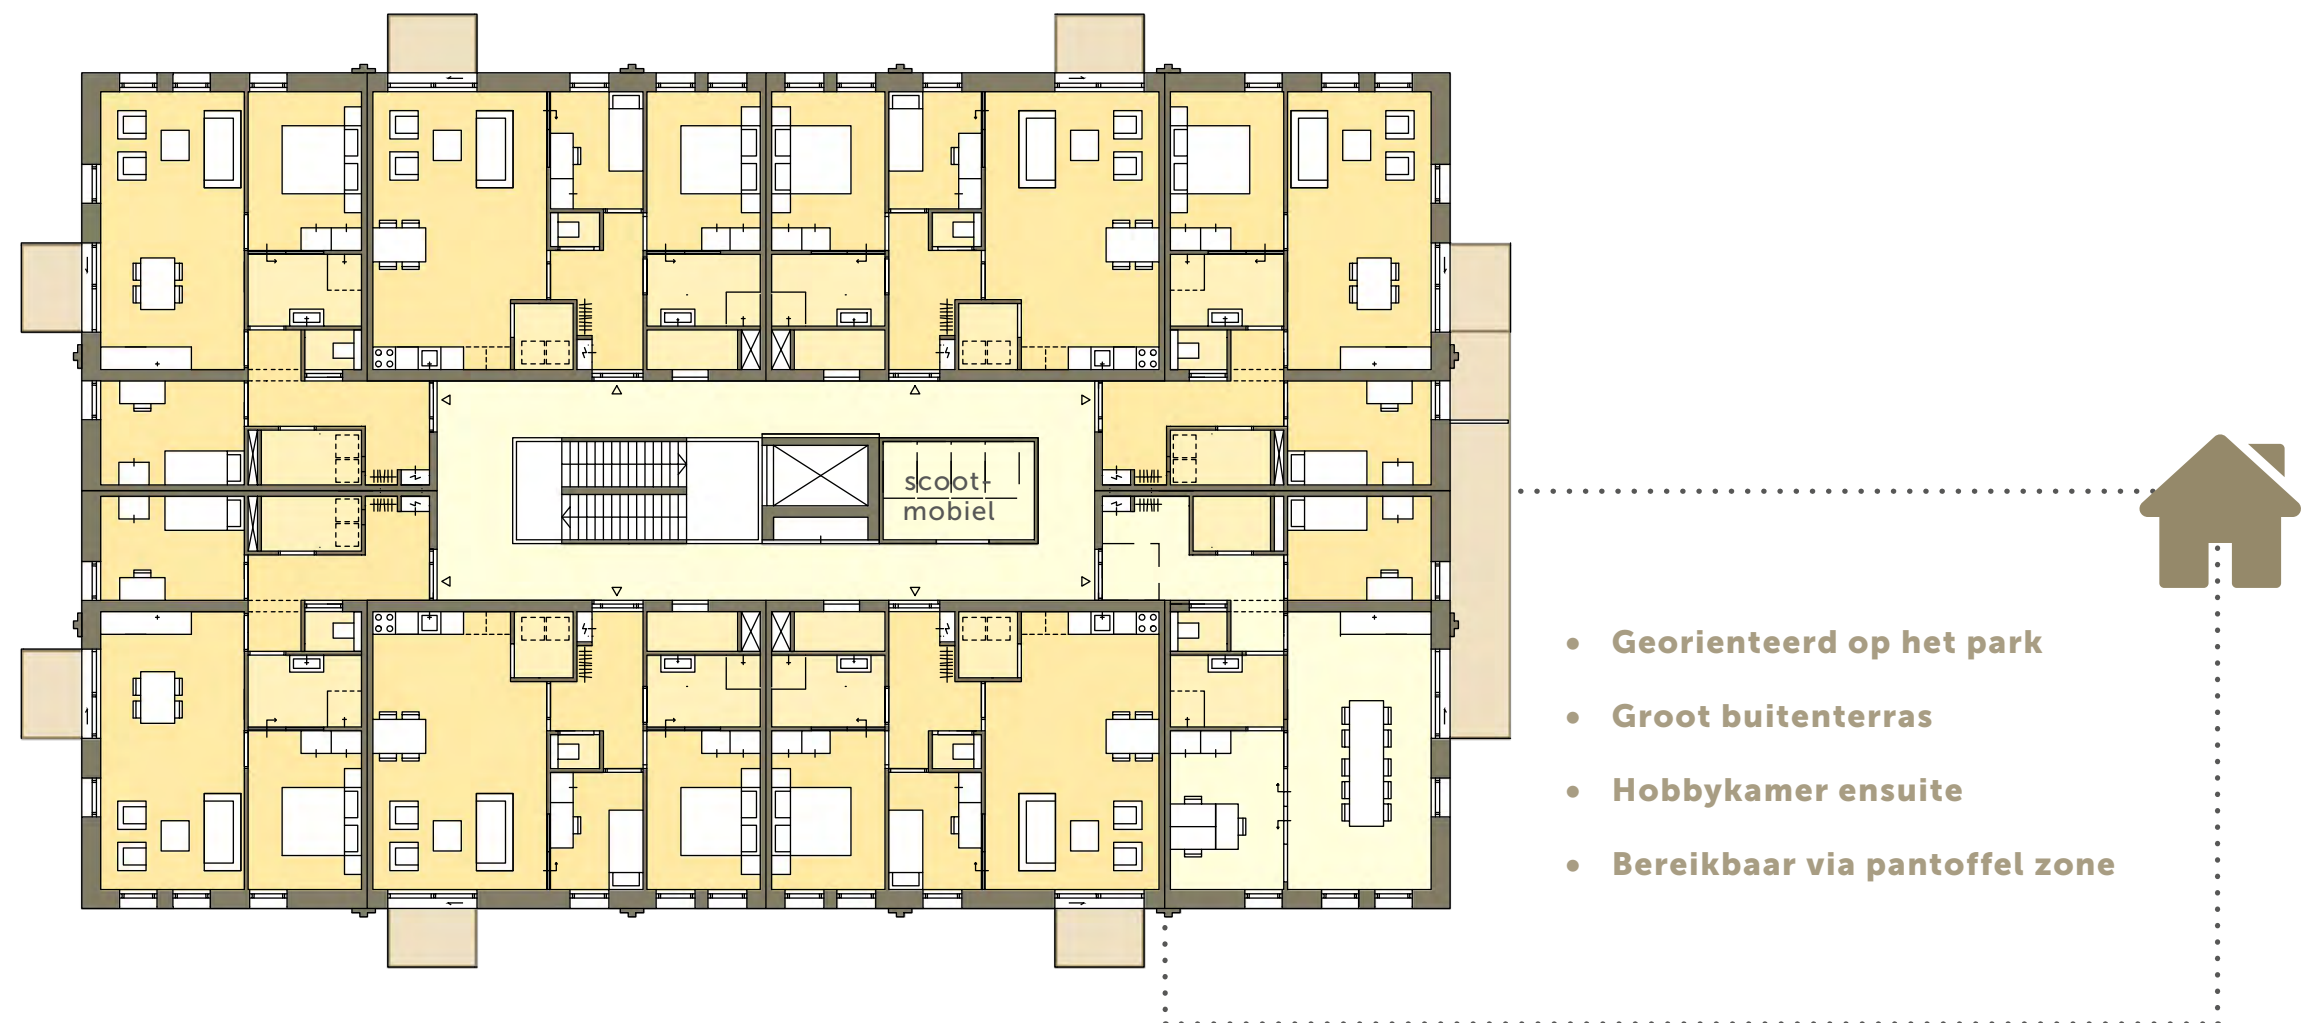 scoot-
mobiel
• Georienteerd op het park
• Groot buitenterras
• Hobbykamer ensuite
• Bereikbaar via pantoffel zone